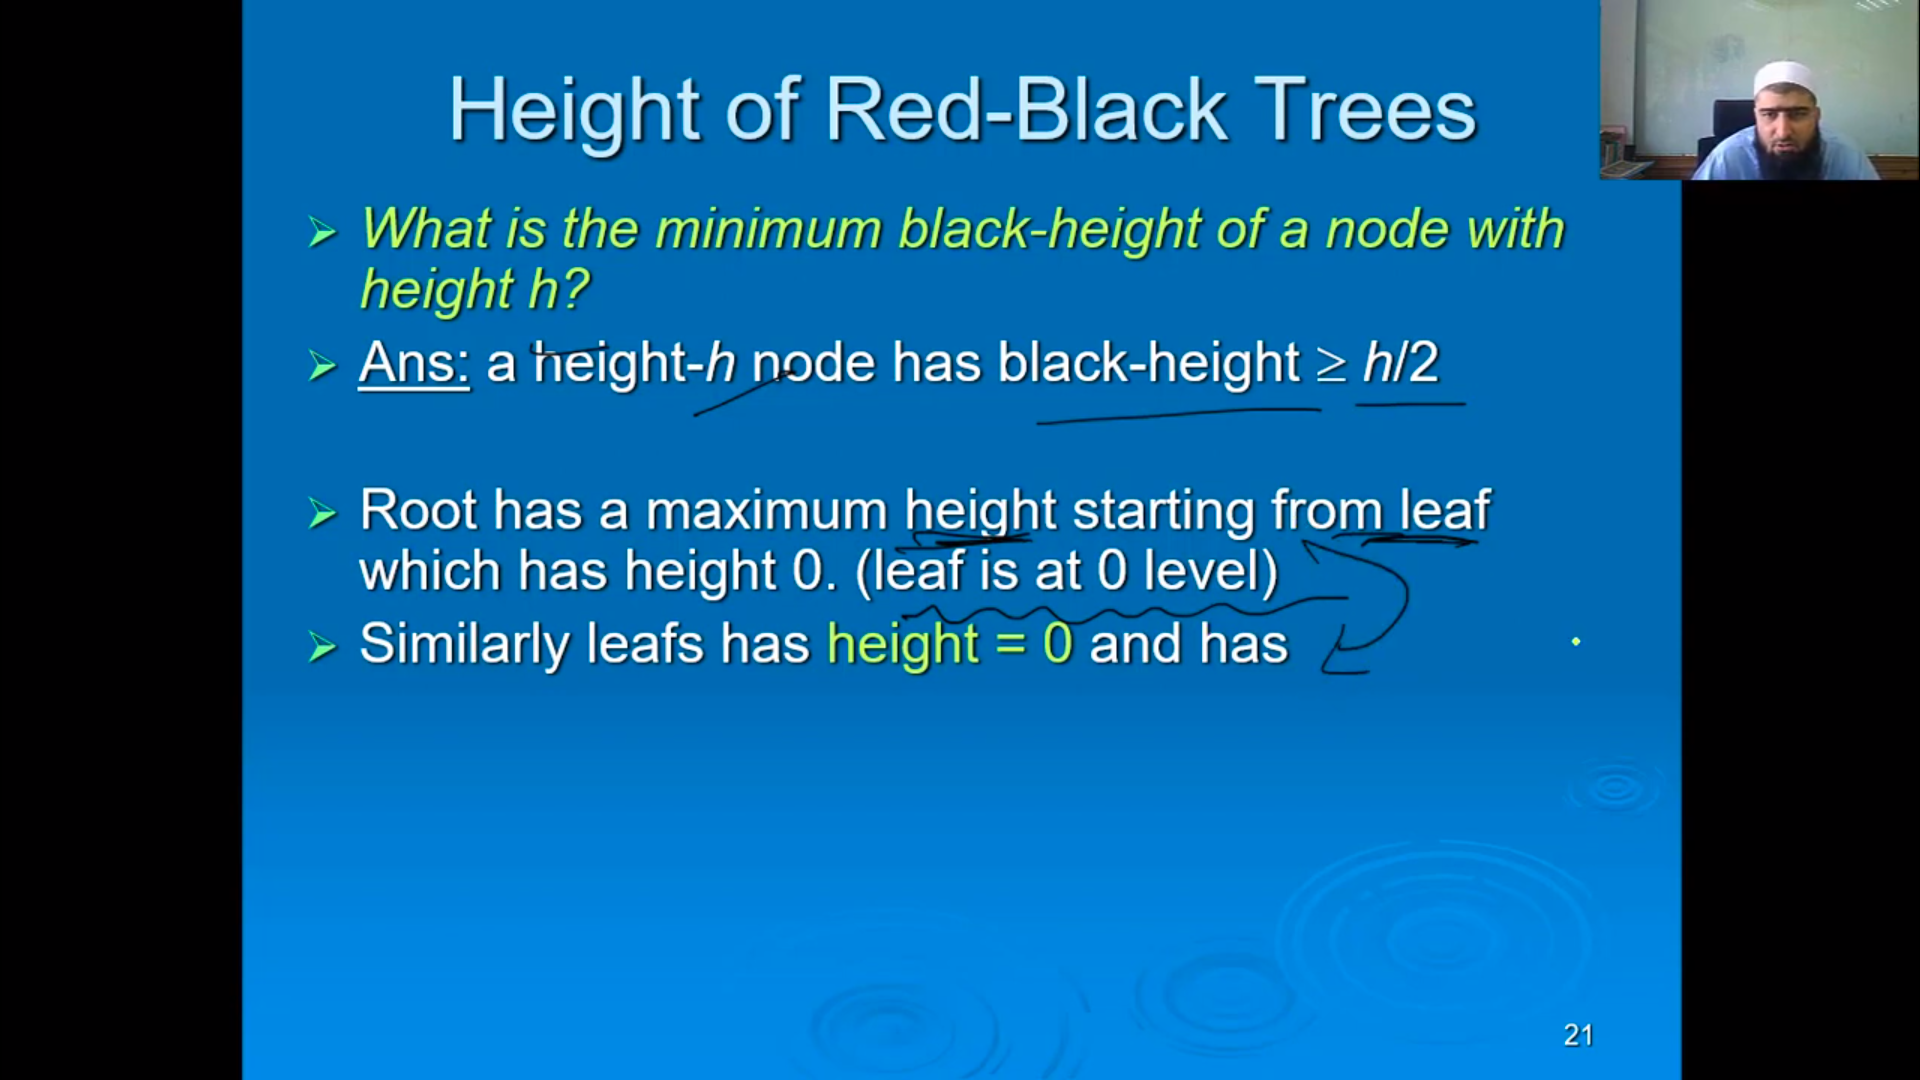 Height of Red-Black Trees
What is the minimum black-height of a node with
height h?
Ans: a height-h node has black-height ≥ h/2
Root has a maximum height starting from leaf
which has height 0. (leaf is at 0 level)
Similarly leafs has height = 0 and has
21